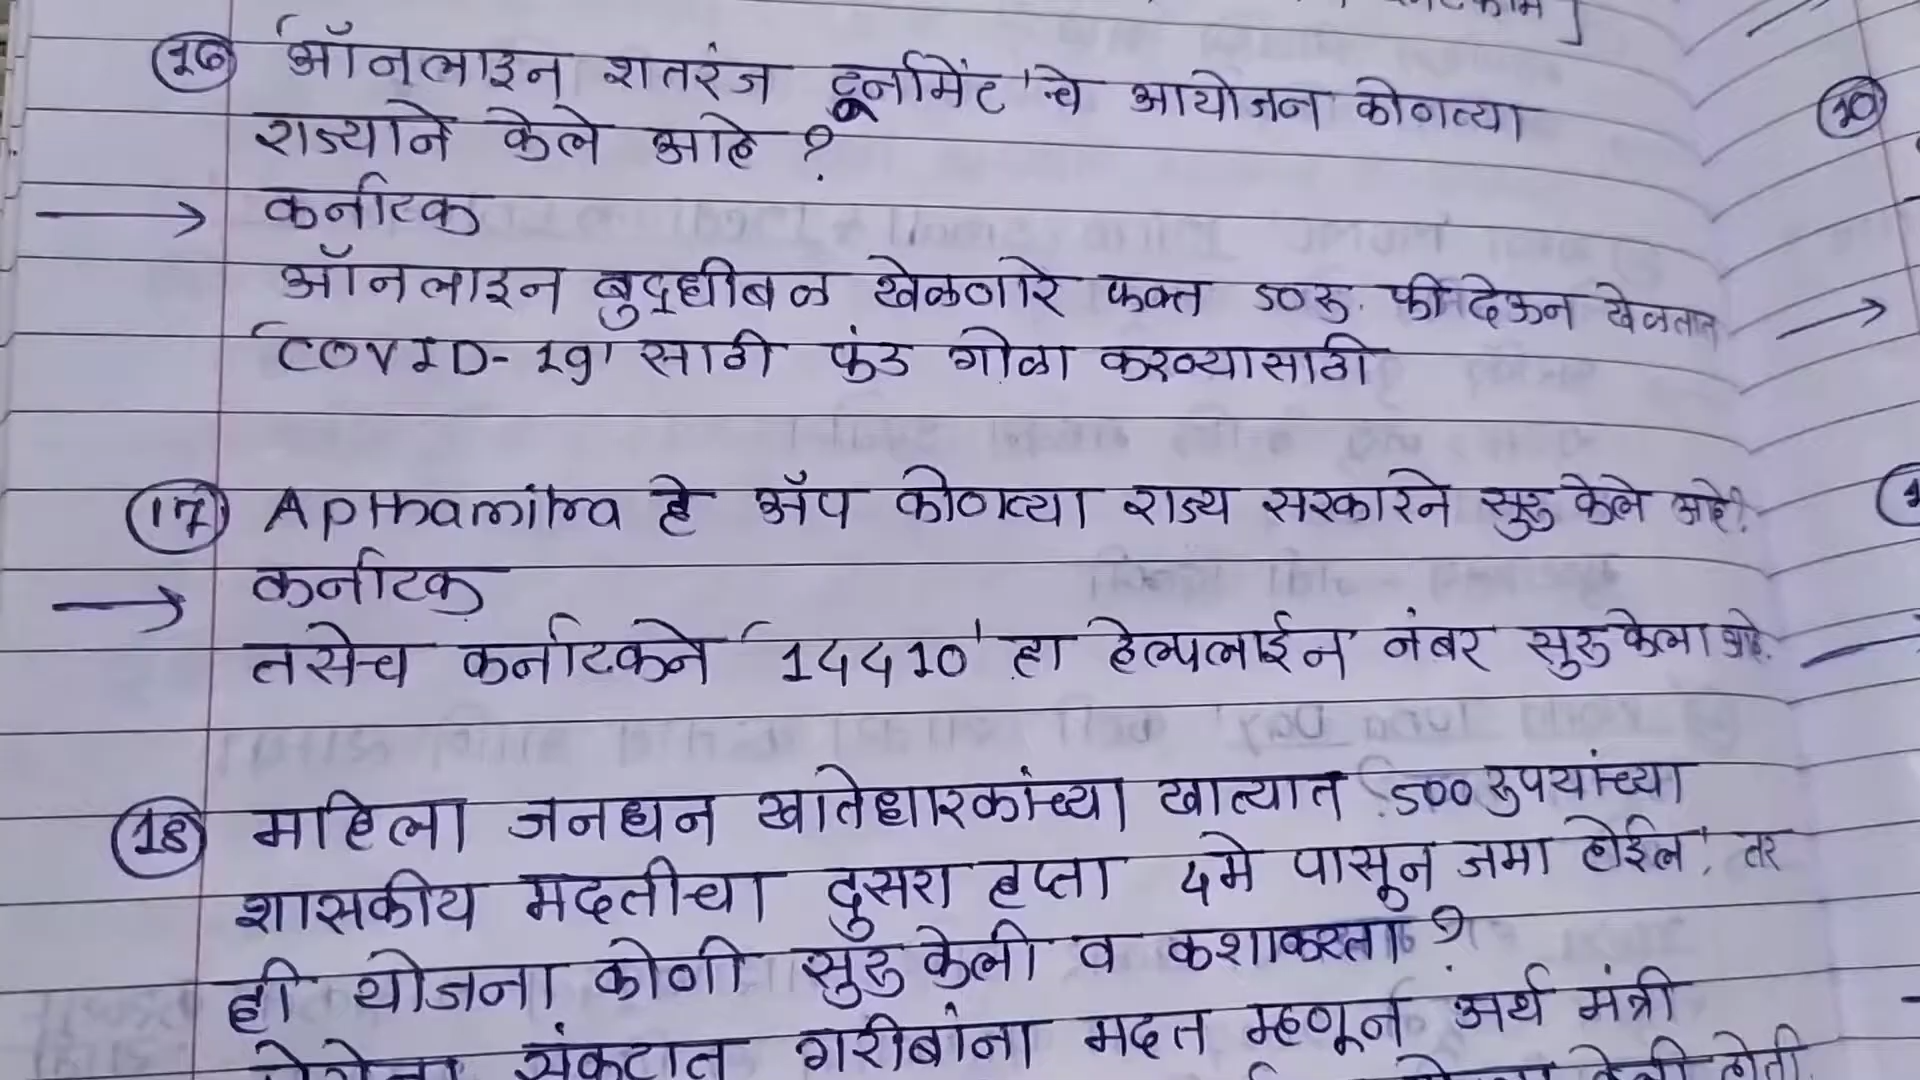 १६) 'ऑनलाइन शतरंज टूर्नामेंट' चे आयोजन कोणत्या
राज्याने केले आहे ?
→ कर्नाटक
ऑनलाइन बुद्धीबळ खेळणारे फक्त 50रु. फी देऊन खेळतात
'COVID-19' साठी फंड गोळा करण्यासाठी
17) Apthamitra हे ॲप कोणत्या राज्य सरकारने सुरु केले आहे.
→ कर्नाटक
तसेच कर्नाटकने '14410' हा हेल्पलाईन नंबर सुरु केला आहे.
18) महिला जनधन खातेधारकांच्या खात्यात 500 रुपयांच्या
शासकीय मदतीचा दुसरा हप्ता 4मे पासून जमा होईल, तर
ही योजना कोणी सुरु केली व कशाकरता ?
संकटात गरीबांना मदत म्हणून अर्थ मंत्री
केली होती